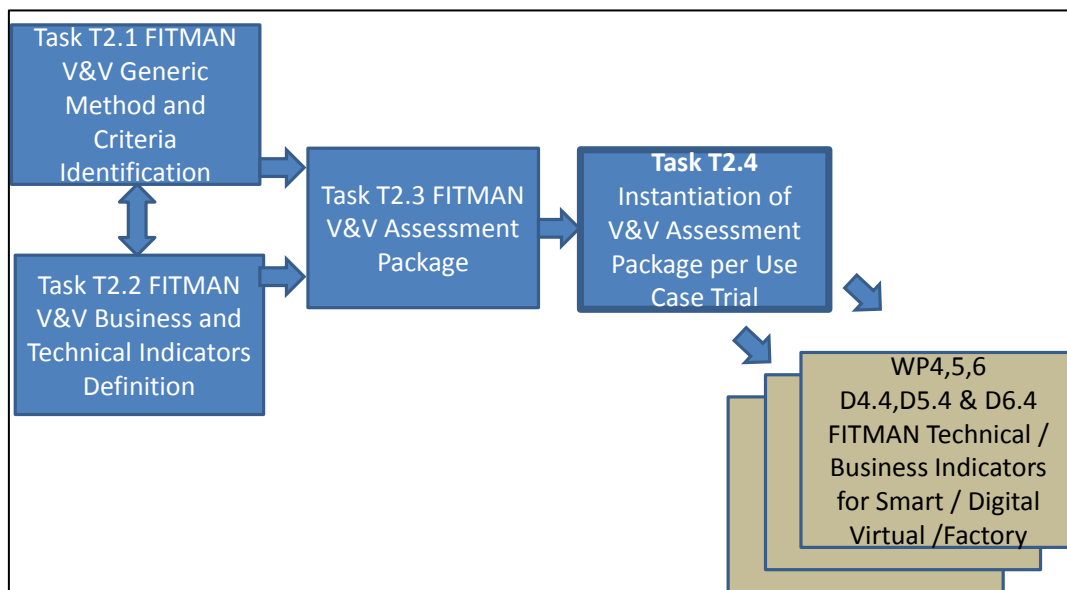 Task T2.1 FITMAN
V&V Generic
Method and
Criteria
Identification
Task T2.2 FITMAN
V&V Business and
Technical Indicators
Definition
Task T2.3 FITMAN
V&V Assessment
Package
Task T2.4
Instantiation of
V&V Assessment
Package per Use
Case Trial
WP4,5,6
D4.4,D5.4 & D6.4
FITMAN Technical /
Business Indicators
for Smart / Digital
Virtual /Factory